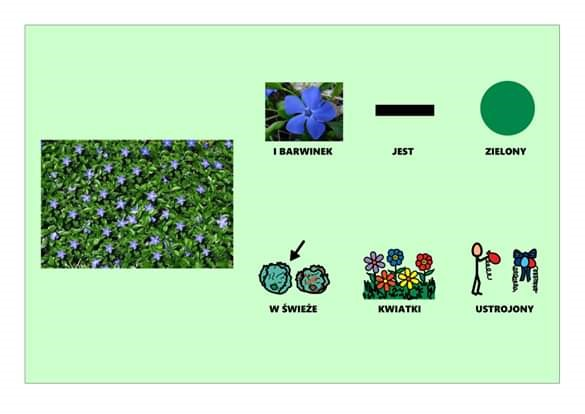 I BARWINEK JEST ZIELONY
W ŚWIEŻE KWIATKI USTROJONY